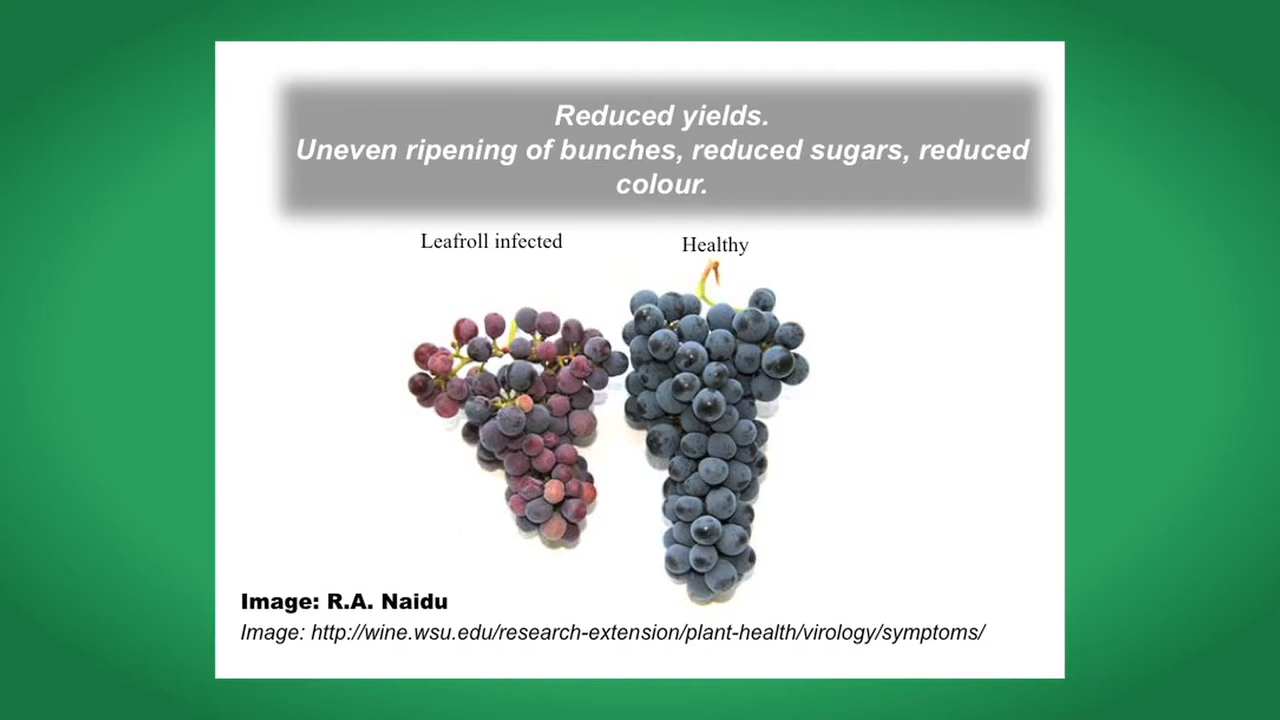 Reduced yields.
Uneven ripening of bunches, reduced sugars, reduced
colour.
Leafroll infected
Healthy
Image: R.A. Naidu
Image: http://wine.wsu.edu/research-extension/plant-health/virology/symptoms/